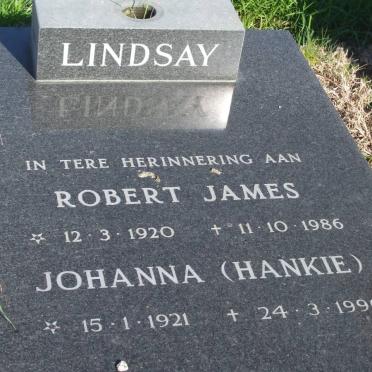 LINDSAY
IN TERE HERINNERING AAN
ROBERT JAMES
☆ 12·3·1920 ✝ 11·10·1986
JOHANNA (HANKIE)
☆ 15·1·1921 ✝ 24·3·